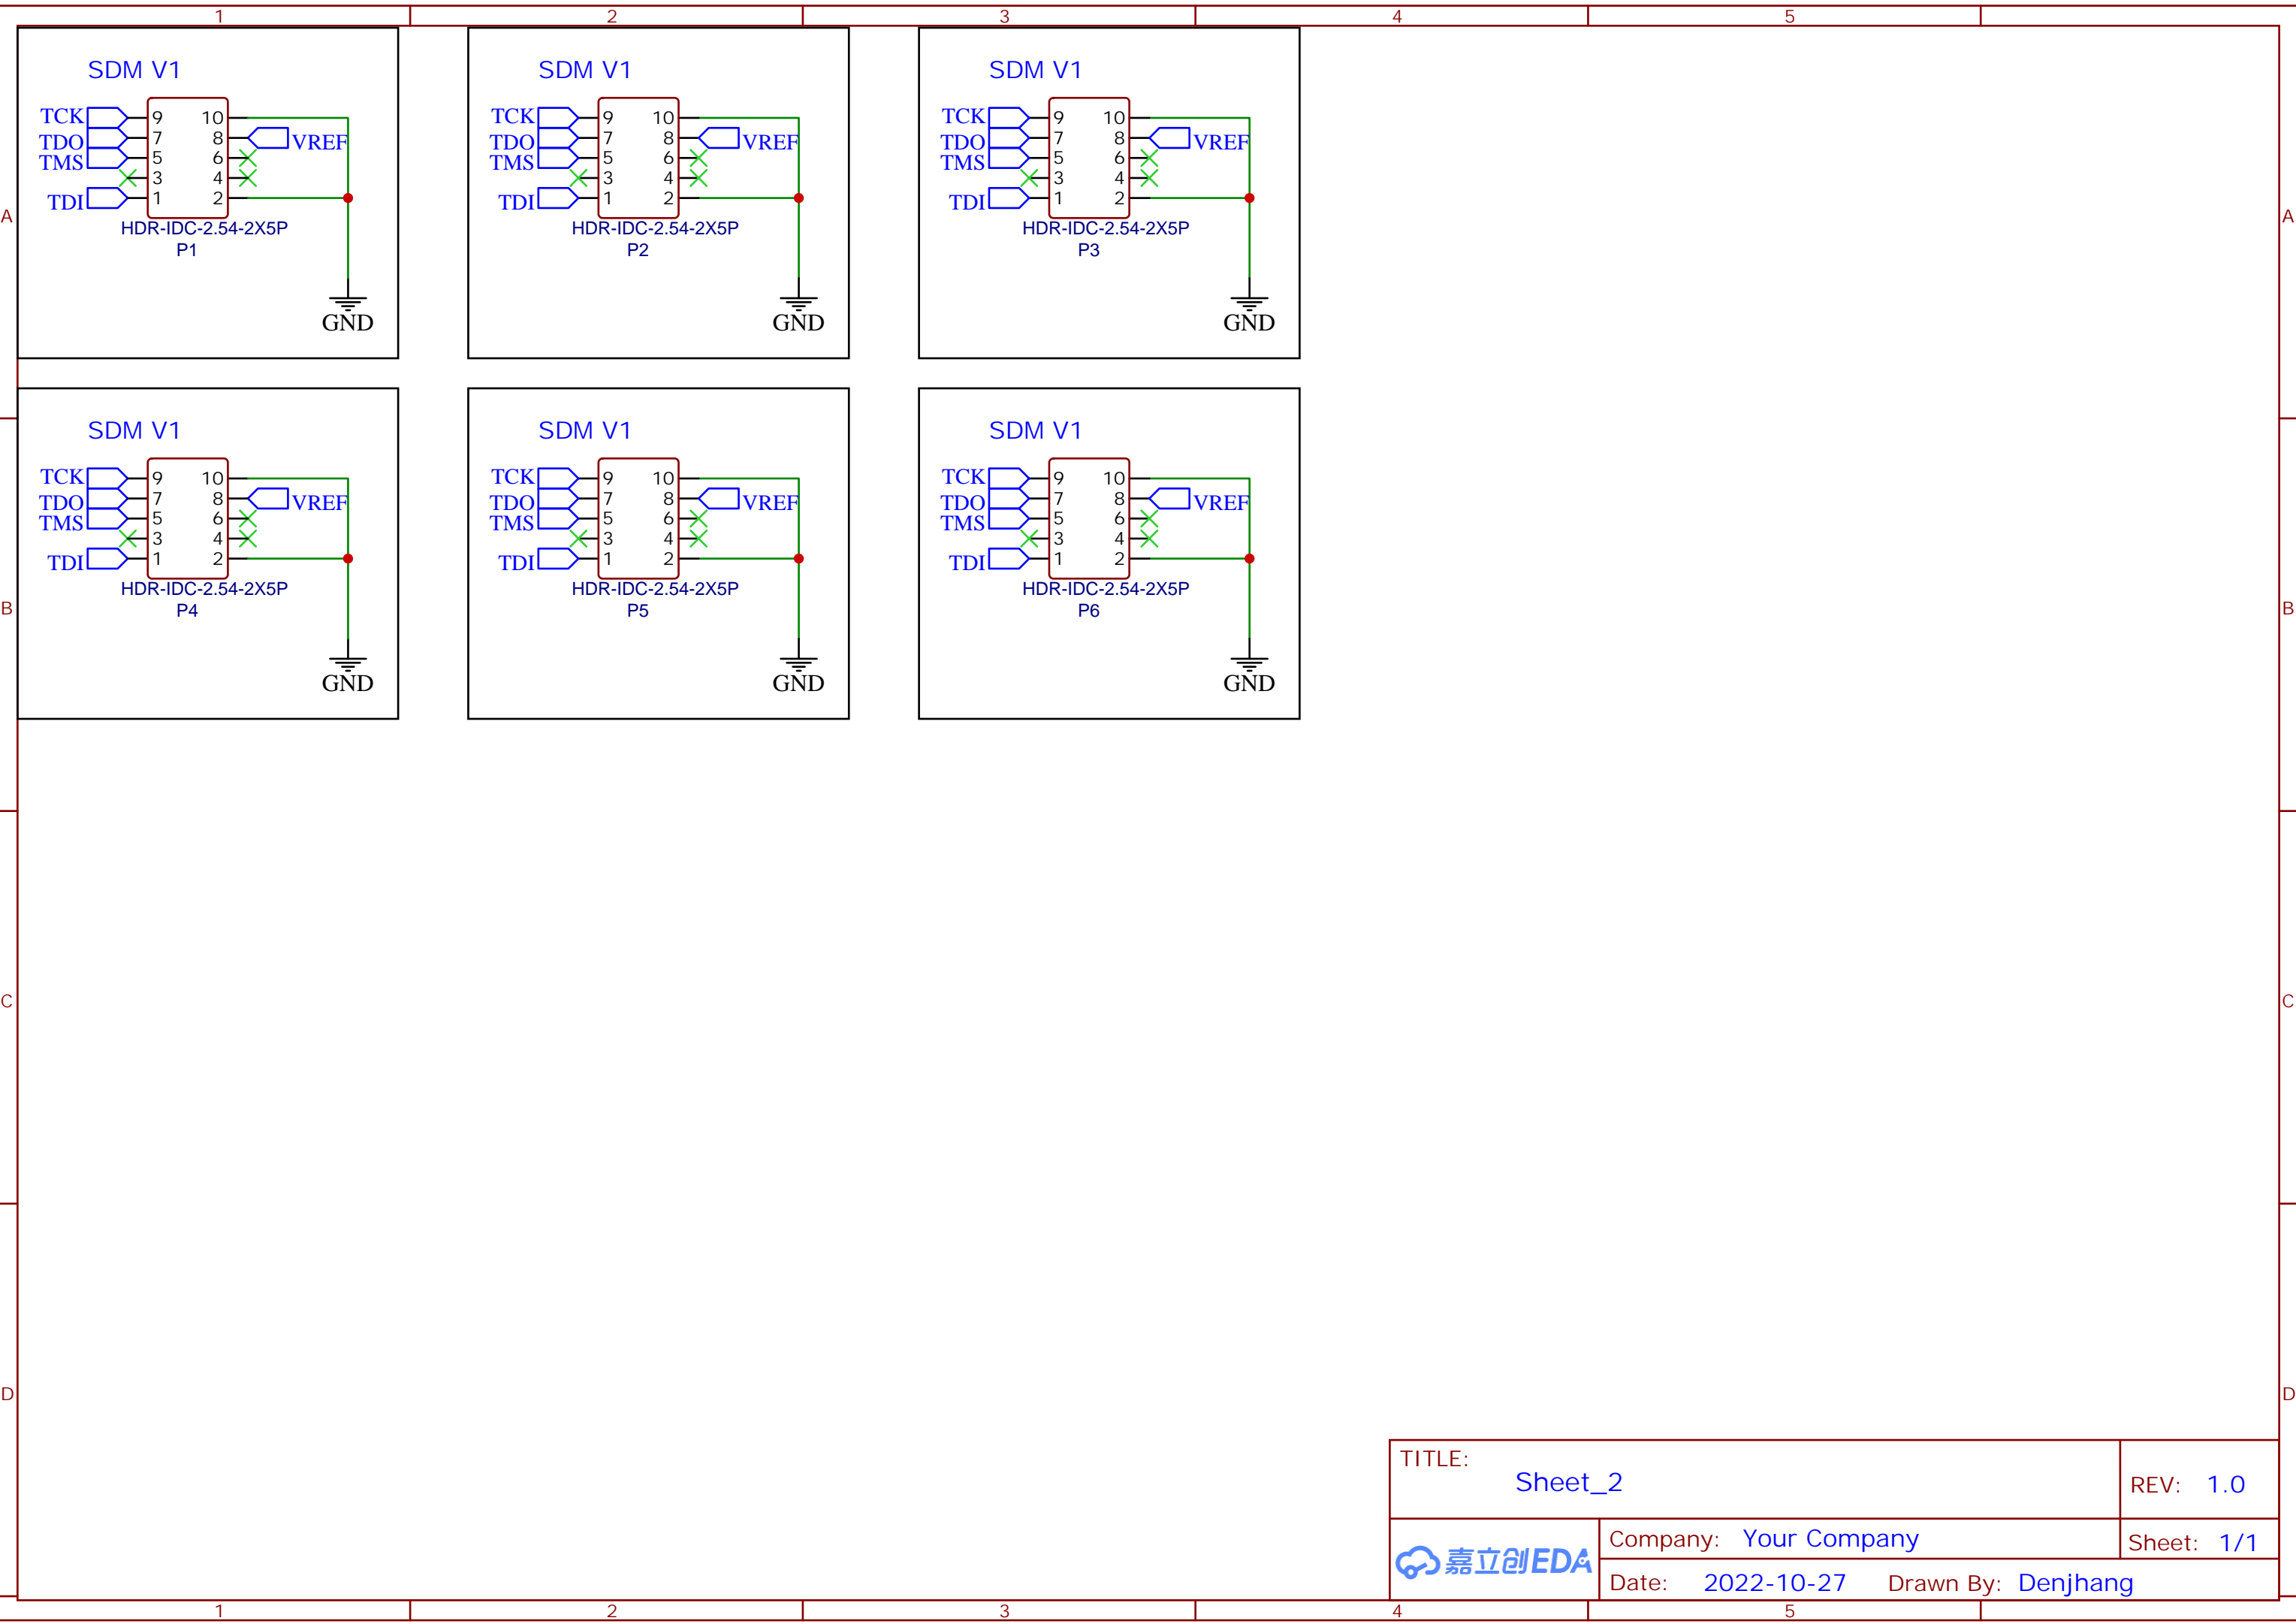 1 2 3 4 5
SDM V1 SDM V1 SDM V1
TCK 9 10 TCK 9 10 TCK 9 10
TDO 7 8 VREF TDO 7 8 VREF TDO 7 8 VREF
TMS 5 6 TMS 5 6 TMS 5 6
3 4 3 4 3 4
TDI 1 2 TDI 1 2 TDI 1 2
A A
HDR-IDC-2.54-2X5P HDR-IDC-2.54-2X5P HDR-IDC-2.54-2X5P
P1 P2 P3
GND GND GND
SDM V1 SDM V1 SDM V1
TCK 9 10 TCK 9 10 TCK 9 10
TDO 7 8 VREF TDO 7 8 VREF TDO 7 8 VREF
TMS 5 6 TMS 5 6 TMS 5 6
3 4 3 4 3 4
TDI 1 2 TDI 1 2 TDI 1 2
HDR-IDC-2.54-2X5P HDR-IDC-2.54-2X5P HDR-IDC-2.54-2X5P
B P4 P5 P6 B
GND GND GND
C C
D D
TITLE:
Sheet_2
REV: 1.0
嘉立创EDA
Company: Your Company
Sheet: 1/1
Date: 2022-10-27 Drawn By: Denjhang
1 2 3 4 5